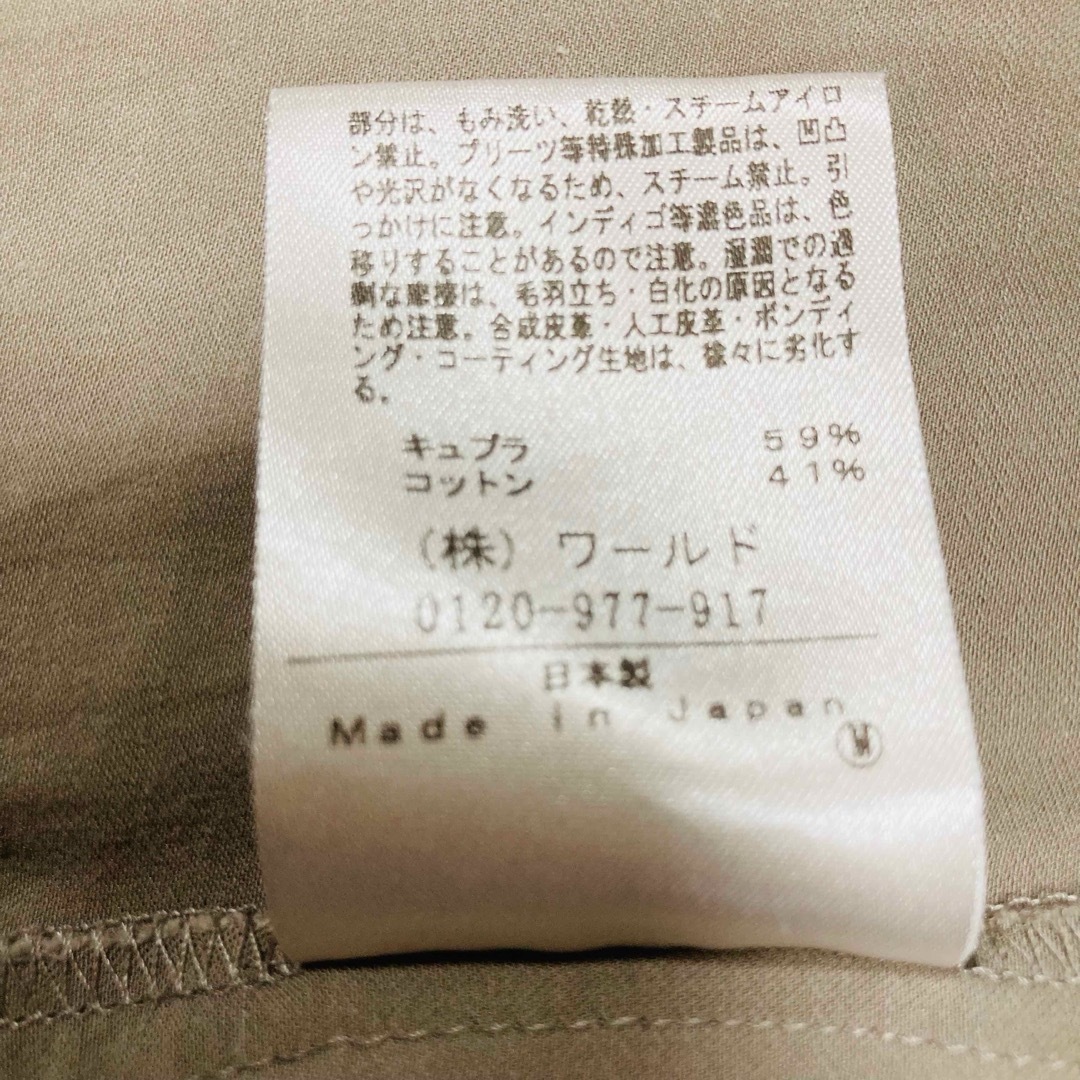 部分は、もみ洗い、乾熱・スチームアイロ
ン禁止。プリーツ等特殊加工製品は、凹凸
や光沢がなくなるため、スチーム禁止。引
っかけに注意。インディゴ等濃色品は、色
移りすることがあるので注意。湿潤での過
剰な摩擦は、毛羽立ち・白化の原因となる
ため注意。合成皮革・人工皮革・ボンディ
ング・コーティング生地は、徐々に劣化す
る。
キュプラ 59%
コットン 41%
(株)ワールド
0120-977-917
日本製
Made in Japan
W